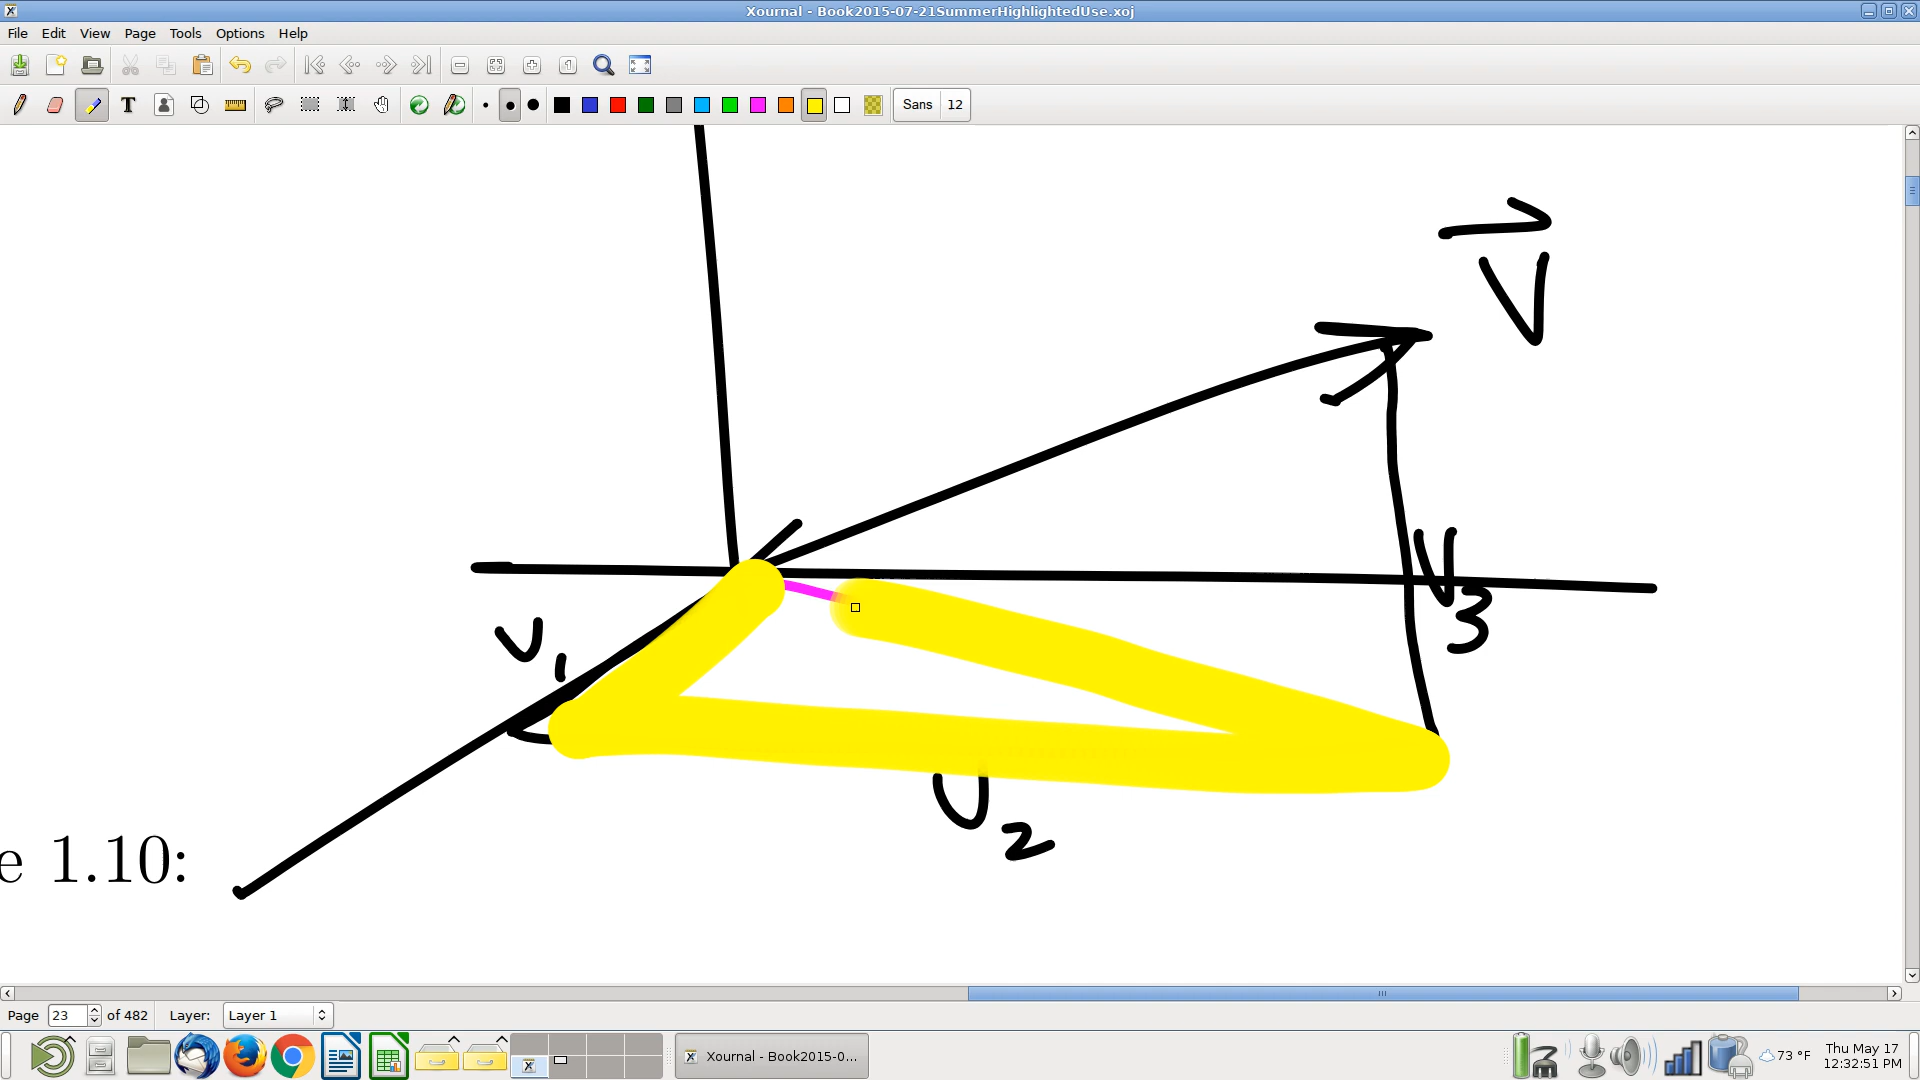 Xournal - Book2015-07-21SummerHighlightedUse.xoj
File Edit View Page Tools Options Help
Sans 12
V
V1
V3
V2
e 1.10:
Page 23 of 482 Layer: Layer 1
Xournal - Book2015-0...
73 °F
Thu May 17
12:32:51 PM